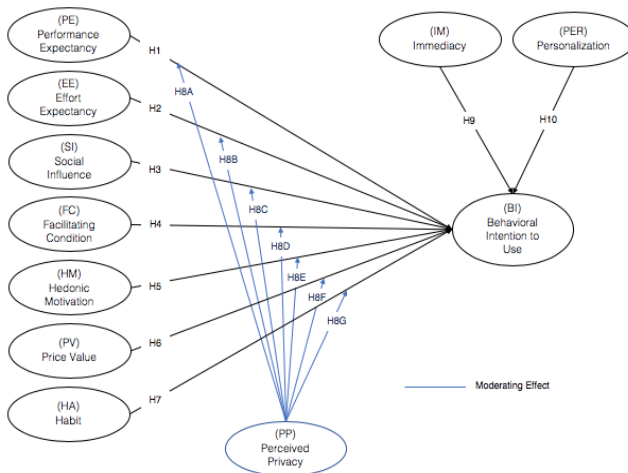 (PE)
Performance
Expectancy
H1
(IM)
Immediacy
(PER)
Personalization
H8A
(EE)
Effort
Expectancy
H2
H9
H10
H8B
(SI)
Social
Influence
H3
H8C
(BI)
Behavioral
Intention to
Use
(FC)
Facilitating
Condition
H4
H8D
(HM)
Hedonic
Motivation
H5
H8E
H8F
H8G
(PV)
Price Value
H6
Moderating Effect
(HA)
Habit
H7
(PP)
Perceived
Privacy